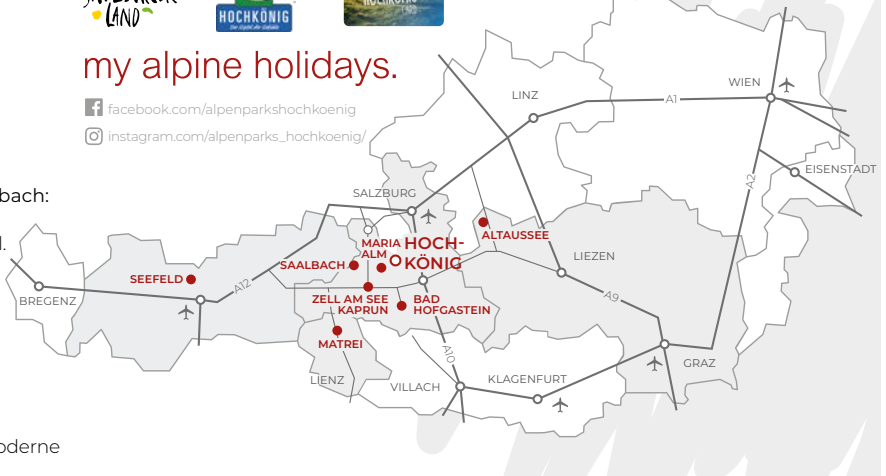 LAND
HOCHKÖNIG
my alpine holidays.
facebook.com/alpenparkshochkoenig
instagram.com/alpenparks_hochkoenig/
bach:
l.
oderne
WIEN
LINZ
A1
A2
EISENSTADT
SALZBURG
ALTAUSSEE
MARIA
ALM
HOCH-
KÖNIG
SAALBACH
LIEZEN
SEEFELD
A12
BREGENZ
ZELL AM SEE
KAPRUN
BAD
HOFGASTEIN
A9
MATREI
A10
GRAZ
LIENZ
VILLACH
KLAGENFURT